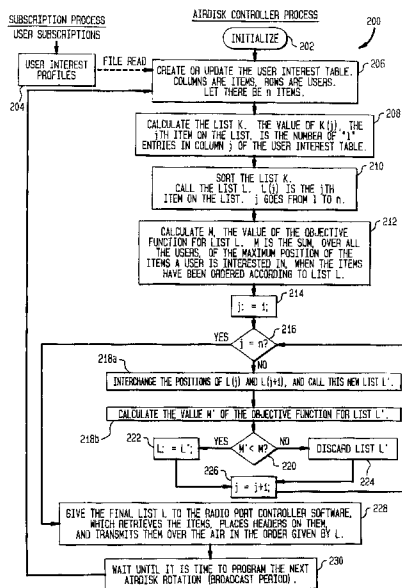 SUBSCRIPTION PROCESS
USER SUBSCRIPTIONS
AIRDISK CONTROLLER PROCESS
200
INITIALIZE
202
USER INTEREST
PROFILES
204
FILE READ
206
CREATE OR UPDATE THE USER INTEREST TABLE.
COLUMNS ARE ITEMS, ROWS ARE USERS.
LET THERE BE n ITEMS.
208
CALCULATE THE LIST K. THE VALUE OF K(j), THE
jTH ITEM ON THE LIST, IS THE NUMBER OF "1"
ENTRIES IN COLUMN j OF THE USER INTEREST TABLE.
210
SORT THE LIST K.
CALL THE LIST L. L(j) IS THE jTH
ITEM ON THE LIST. j GOES FROM 1 TO n.
212
CALCULATE M, THE VALUE OF THE OBJECTIVE
FUNCTION FOR LIST L. M IS THE SUM, OVER ALL
THE USERS, OF THE MAXIMUM POSITION OF THE
ITEMS A USER IS INTERESTED IN, WHEN THE ITEMS
HAVE BEEN ORDERED ACCORDING TO LIST L.
214
j: = 1;
216
YES
j = n?
NO
218a
INTERCHANGE THE POSITIONS OF L(j) AND L(j+1), AND CALL THIS NEW LIST L'.
CALCULATE THE VALUE M' OF THE OBJECTIVE FUNCTION FOR LIST L'.
218b
222
L: = L';
YES
M' < M?
NO
220
DISCARD LIST L'
224
226
j = j+1;
228
GIVE THE FINAL LIST L TO THE RADIO PORT CONTROLLER SOFTWARE,
WHICH RETRIEVES THE ITEMS, PLACES HEADERS ON THEM,
AND TRANSMITS THEM OVER THE AIR IN THE ORDER GIVEN BY L.
230
WAIT UNTIL IT IS TIME TO PROGRAM THE NEXT
AIRDISK ROTATION (BROADCAST PERIOD).